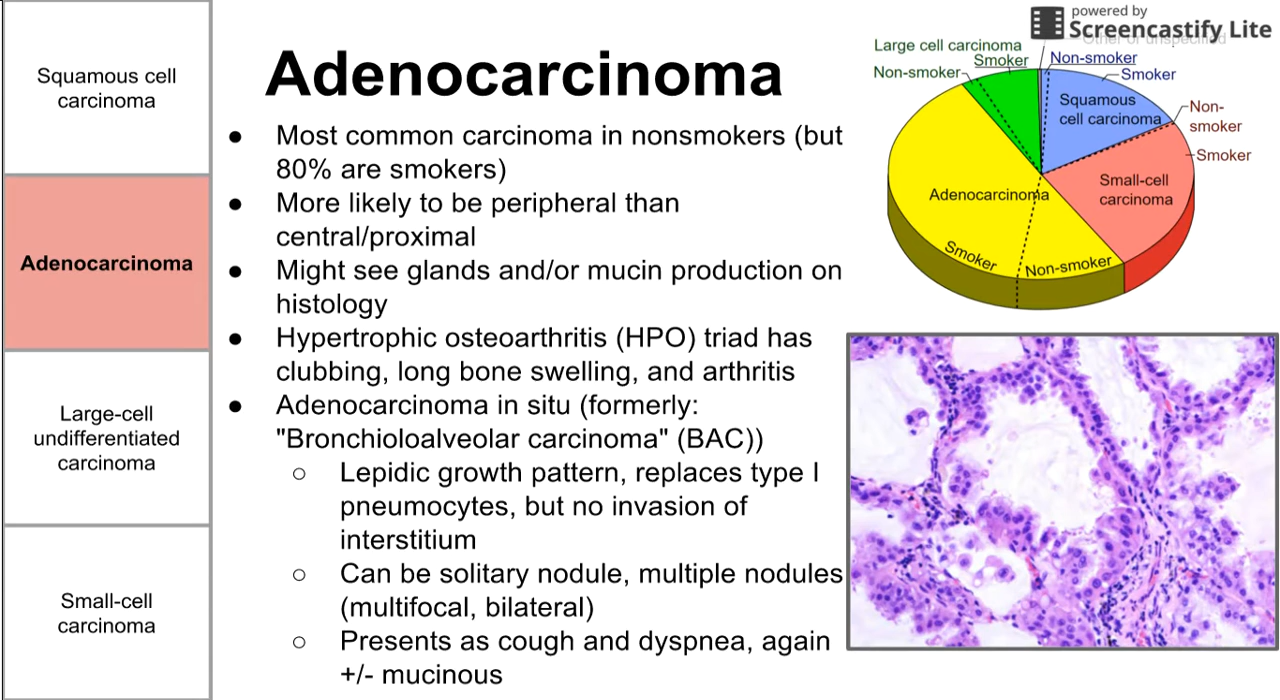 Squamous cell
carcinoma
Adenocarcinoma
Large-cell
undifferentiated
carcinoma
Small-cell
carcinoma
Adenocarcinoma
● Most common carcinoma in nonsmokers (but
80% are smokers)
● More likely to be peripheral than
central/proximal
● Might see glands and/or mucin production on
histology
● Hypertrophic osteoarthritis (HPO) triad has
clubbing, long bone swelling, and arthritis
● Adenocarcinoma in situ (formerly:
"Bronchioloalveolar carcinoma" (BAC))
○ Lepidic growth pattern, replaces type I
pneumocytes, but no invasion of
interstitium
○ Can be solitary nodule, multiple nodules
(multifocal, bilateral)
○ Presents as cough and dyspnea, again
+/- mucinous
powered by
Screencastify Lite
Other or unspecified
Large cell carcinoma
Smoker
Non-smoker
Non-smoker
Smoker
Squamous
cell carcinoma
Non-
smoker
Smoker
Small-cell
carcinoma
Adenocarcinoma
Smoker
Non-smoker